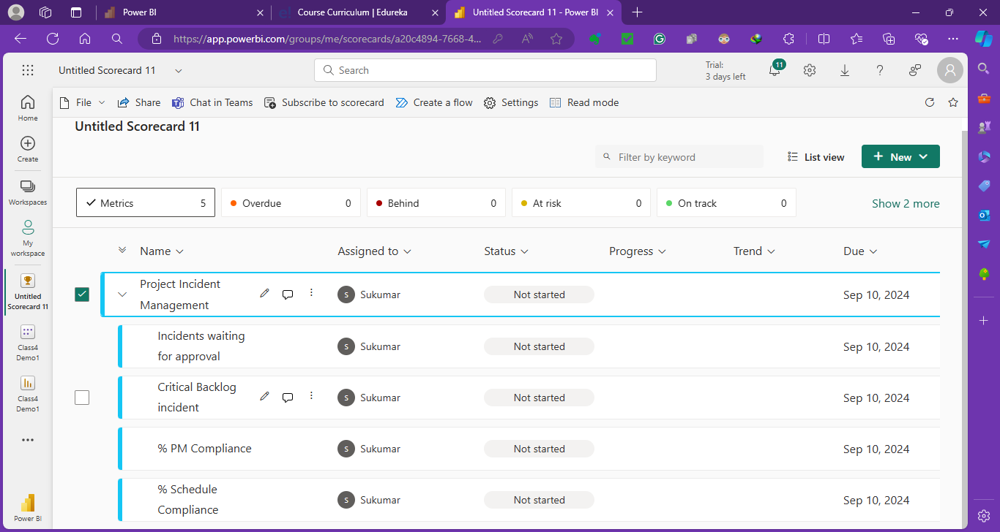 Power BI
Course Curriculum | Edureka
Untitled Scorecard 11 - Power BI
https://app.powerbi.com/groups/me/scorecards/a20c4894-7668-4...
Untitled Scorecard 11
Search
Trial:
3 days left
11
File
Share
Chat in Teams
Subscribe to scorecard
Create a flow
Settings
Read mode
Home
Create
Workspaces
My
workspace
Untitled
Scorecard 11
Class4
Demo1
Class4
Demo1
Power BI
Untitled Scorecard 11
Filter by keyword
List view
New
Metrics 5
Overdue 0
Behind 0
At risk 0
On track 0
Show 2 more
Name Assigned to Status Progress Trend Due
Project Incident
Management
S Sukumar Not started Sep 10, 2024
Incidents waiting
for approval
S Sukumar Not started Sep 10, 2024
Critical Backlog
incident
S Sukumar Not started Sep 10, 2024
% PM Compliance
S Sukumar Not started Sep 10, 2024
% Schedule
Compliance
S Sukumar Not started Sep 10, 2024